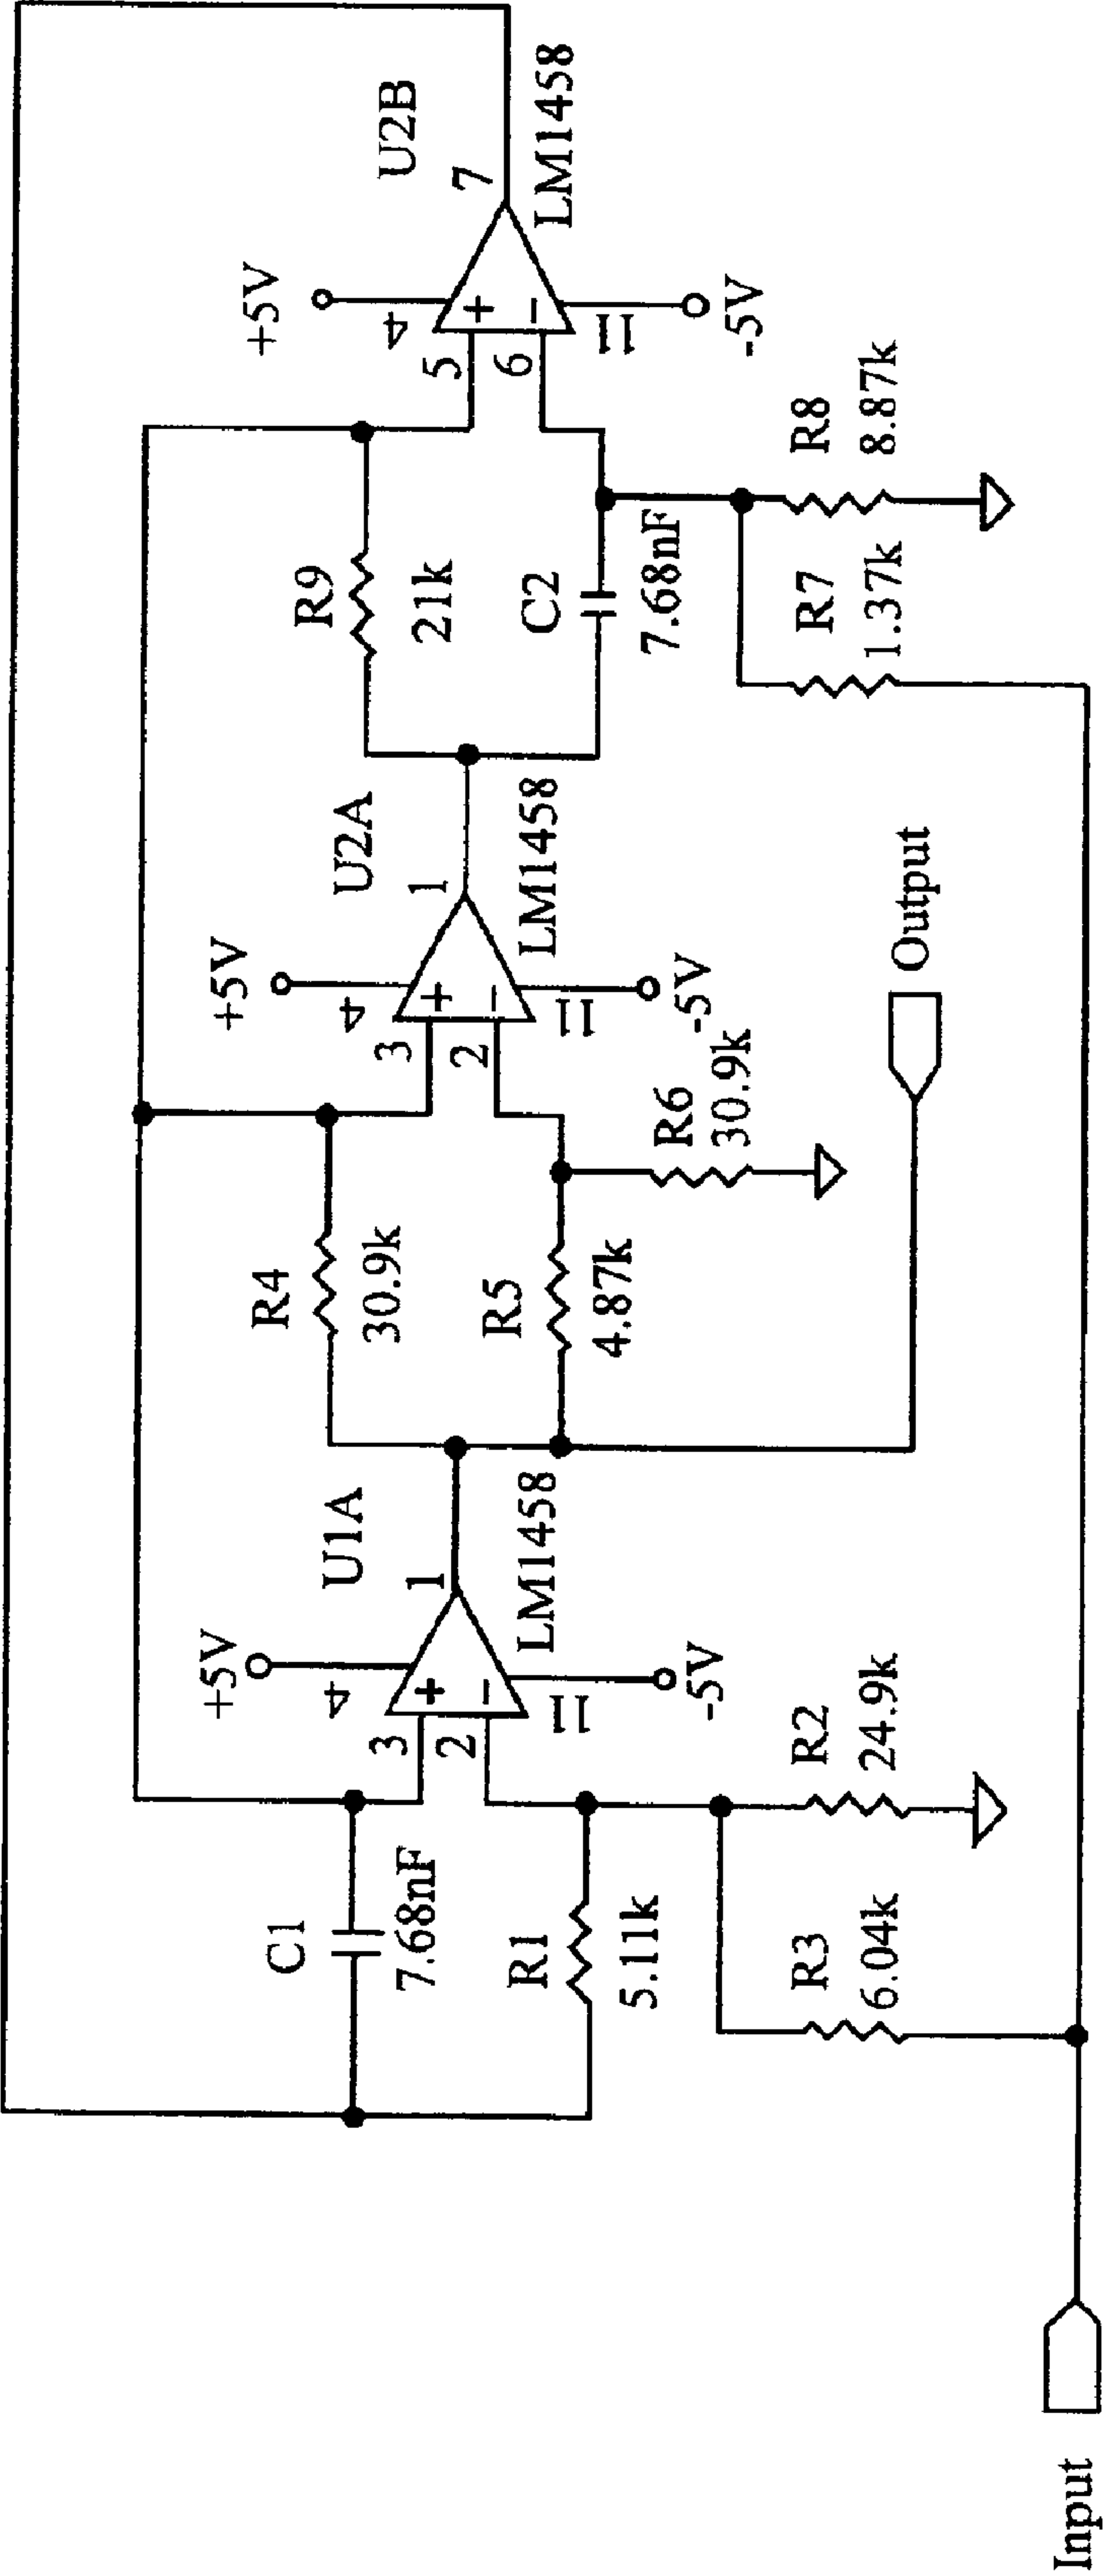 U2B
7
LM1458
+5V
4
5
+
6
-
11
-5V
R9
21k
C2
7.68nF
R8
8.87k
R7
1.37k
U2A
1
LM1458
+5V
4
3
+
2
-
11
-5V
R4
30.9k
R5
4.87k
R6
30.9k
Output
U1A
1
LM1458
+5V
4
3
+
2
-
11
-5V
C1
7.68nF
R1
5.11k
R2
24.9k
R3
6.04k
Input